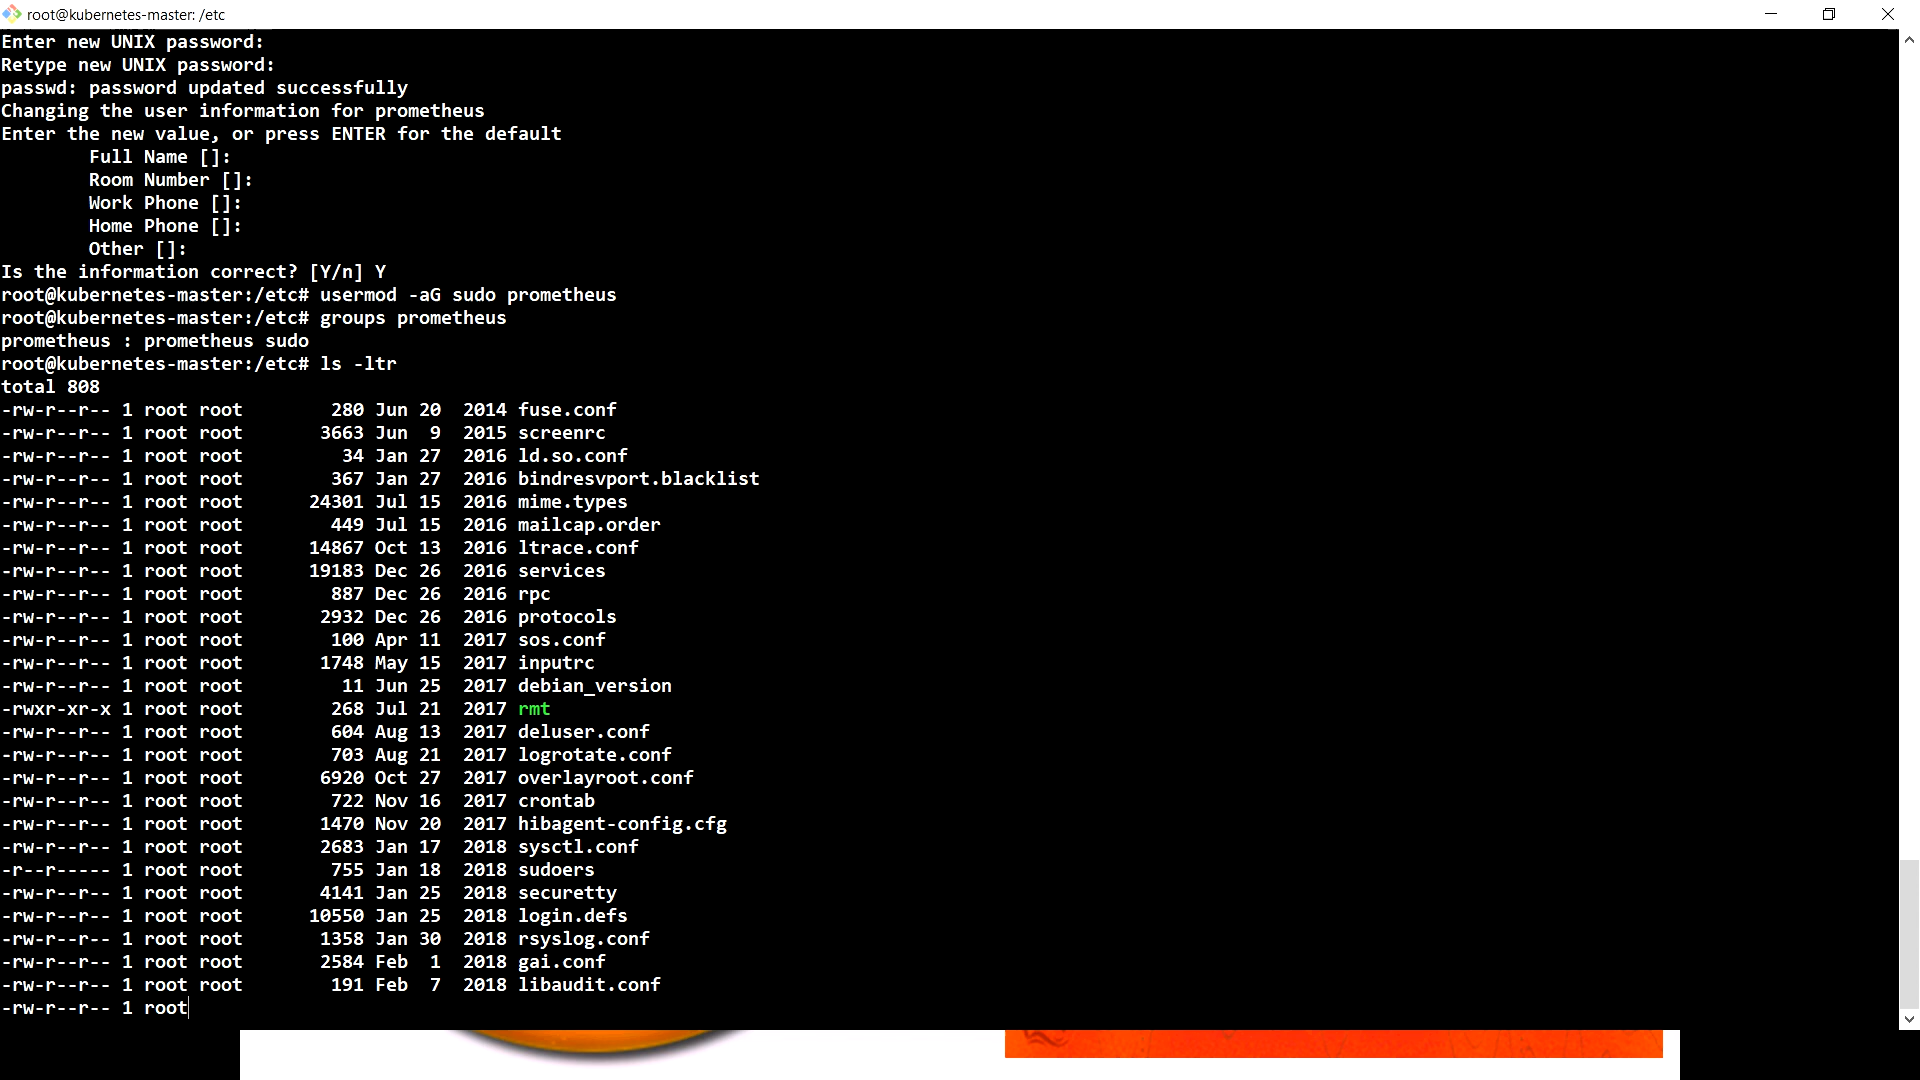 root@kubernetes-master: /etc
Enter new UNIX password:
Retype new UNIX password:
passwd: password updated successfully
Changing the user information for prometheus
Enter the new value, or press ENTER for the default
        Full Name []:
        Room Number []:
        Work Phone []:
        Home Phone []:
        Other []:
Is the information correct? [Y/n] Y
root@kubernetes-master:/etc# usermod -aG sudo prometheus
root@kubernetes-master:/etc# groups prometheus
prometheus : prometheus sudo
root@kubernetes-master:/etc# ls -ltr
total 808
-rw-r--r-- 1 root root        280 Jun 20  2014 fuse.conf
-rw-r--r-- 1 root root       3663 Jun  9  2015 screenrc
-rw-r--r-- 1 root root         34 Jan 27  2016 ld.so.conf
-rw-r--r-- 1 root root        367 Jan 27  2016 bindresvport.blacklist
-rw-r--r-- 1 root root      24301 Jul 15  2016 mime.types
-rw-r--r-- 1 root root        449 Jul 15  2016 mailcap.order
-rw-r--r-- 1 root root      14867 Oct 13  2016 ltrace.conf
-rw-r--r-- 1 root root      19183 Dec 26  2016 services
-rw-r--r-- 1 root root        887 Dec 26  2016 rpc
-rw-r--r-- 1 root root       2932 Dec 26  2016 protocols
-rw-r--r-- 1 root root        100 Apr 11  2017 sos.conf
-rw-r--r-- 1 root root       1748 May 15  2017 inputrc
-rw-r--r-- 1 root root         11 Jun 25  2017 debian_version
-rwxr-xr-x 1 root root        268 Jul 21  2017 rmt
-rw-r--r-- 1 root root        604 Aug 13  2017 deluser.conf
-rw-r--r-- 1 root root        703 Aug 21  2017 logrotate.conf
-rw-r--r-- 1 root root       6920 Oct 27  2017 overlayroot.conf
-rw-r--r-- 1 root root        722 Nov 16  2017 crontab
-rw-r--r-- 1 root root       1470 Nov 20  2017 hibagent-config.cfg
-rw-r--r-- 1 root root       2683 Jan 17  2018 sysctl.conf
-r--r----- 1 root root        755 Jan 18  2018 sudoers
-rw-r--r-- 1 root root       4141 Jan 25  2018 securetty
-rw-r--r-- 1 root root      10550 Jan 25  2018 login.defs
-rw-r--r-- 1 root root       1358 Jan 30  2018 rsyslog.conf
-rw-r--r-- 1 root root       2584 Feb  1  2018 gai.conf
-rw-r--r-- 1 root root        191 Feb  7  2018 libaudit.conf
-rw-r--r-- 1 root